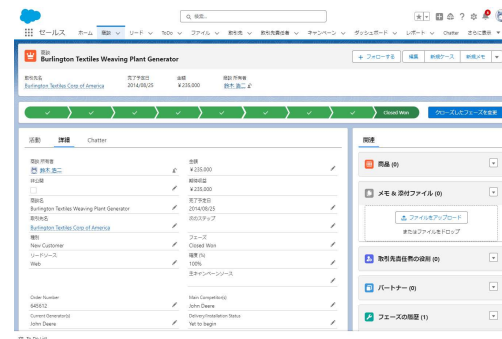 検索...
セールス ホーム 商談 リード ToDo ファイル 取引先 取引先責任者 キャンペーン ダッシュボード レポート Chatter さらに表示
商談
Burlington Textiles Weaving Plant Generator
+ フォローする 編集 新規ケース 新規メモ
取引先名 完了予定日 金額 商談 所有者
Burlington Textiles Corp of America 2014/08/25 ¥235,000 鈴木 浩二
Closed Won クローズしたフェーズを変更
活動 詳細 Chatter
商談 所有者
鈴木 浩二
金額
¥235,000
非公開
期待収益
¥235,000
商談名
Burlington Textiles Weaving Plant Generator
完了予定日
2014/08/25
取引先名
Burlington Textiles Corp of America
次のステップ
種別
New Customer
フェーズ
Closed Won
リードソース
Web
確度 (%)
100%
主キャンペーンソース
Order Number
645612
Main Competitor(s)
John Deere
Current Generator(s)
John Deere
Delivery/Installation Status
Yet to begin
関連
商品 (0)
メモ & 添付ファイル (0)
ファイルをアップロード
またはファイルをドロップ
取引先責任者の役割 (0)
パートナー (0)
フェーズの履歴 (1)